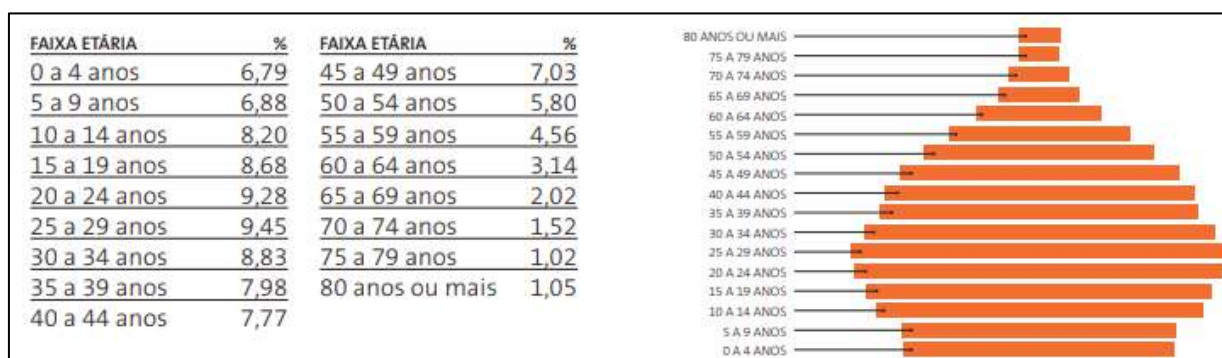 FAIXA ETÁRIA %
0 a 4 anos 6,79
5 a 9 anos 6,88
10 a 14 anos 8,20
15 a 19 anos 8,68
20 a 24 anos 9,28
25 a 29 anos 9,45
30 a 34 anos 8,83
35 a 39 anos 7,98
40 a 44 anos 7,77
FAIXA ETÁRIA %
45 a 49 anos 7,03
50 a 54 anos 5,80
55 a 59 anos 4,56
60 a 64 anos 3,14
65 a 69 anos 2,02
70 a 74 anos 1,52
75 a 79 anos 1,02
80 anos ou mais 1,05
80 ANOS OU MAIS
75 A 79 ANOS
70 A 74 ANOS
65 A 69 ANOS
60 A 64 ANOS
55 A 59 ANOS
50 A 54 ANOS
45 A 49 ANOS
40 A 44 ANOS
35 A 39 ANOS
30 A 34 ANOS
25 A 29 ANOS
20 A 24 ANOS
15 A 19 ANOS
10 A 14 ANOS
5 A 9 ANOS
0 A 4 ANOS